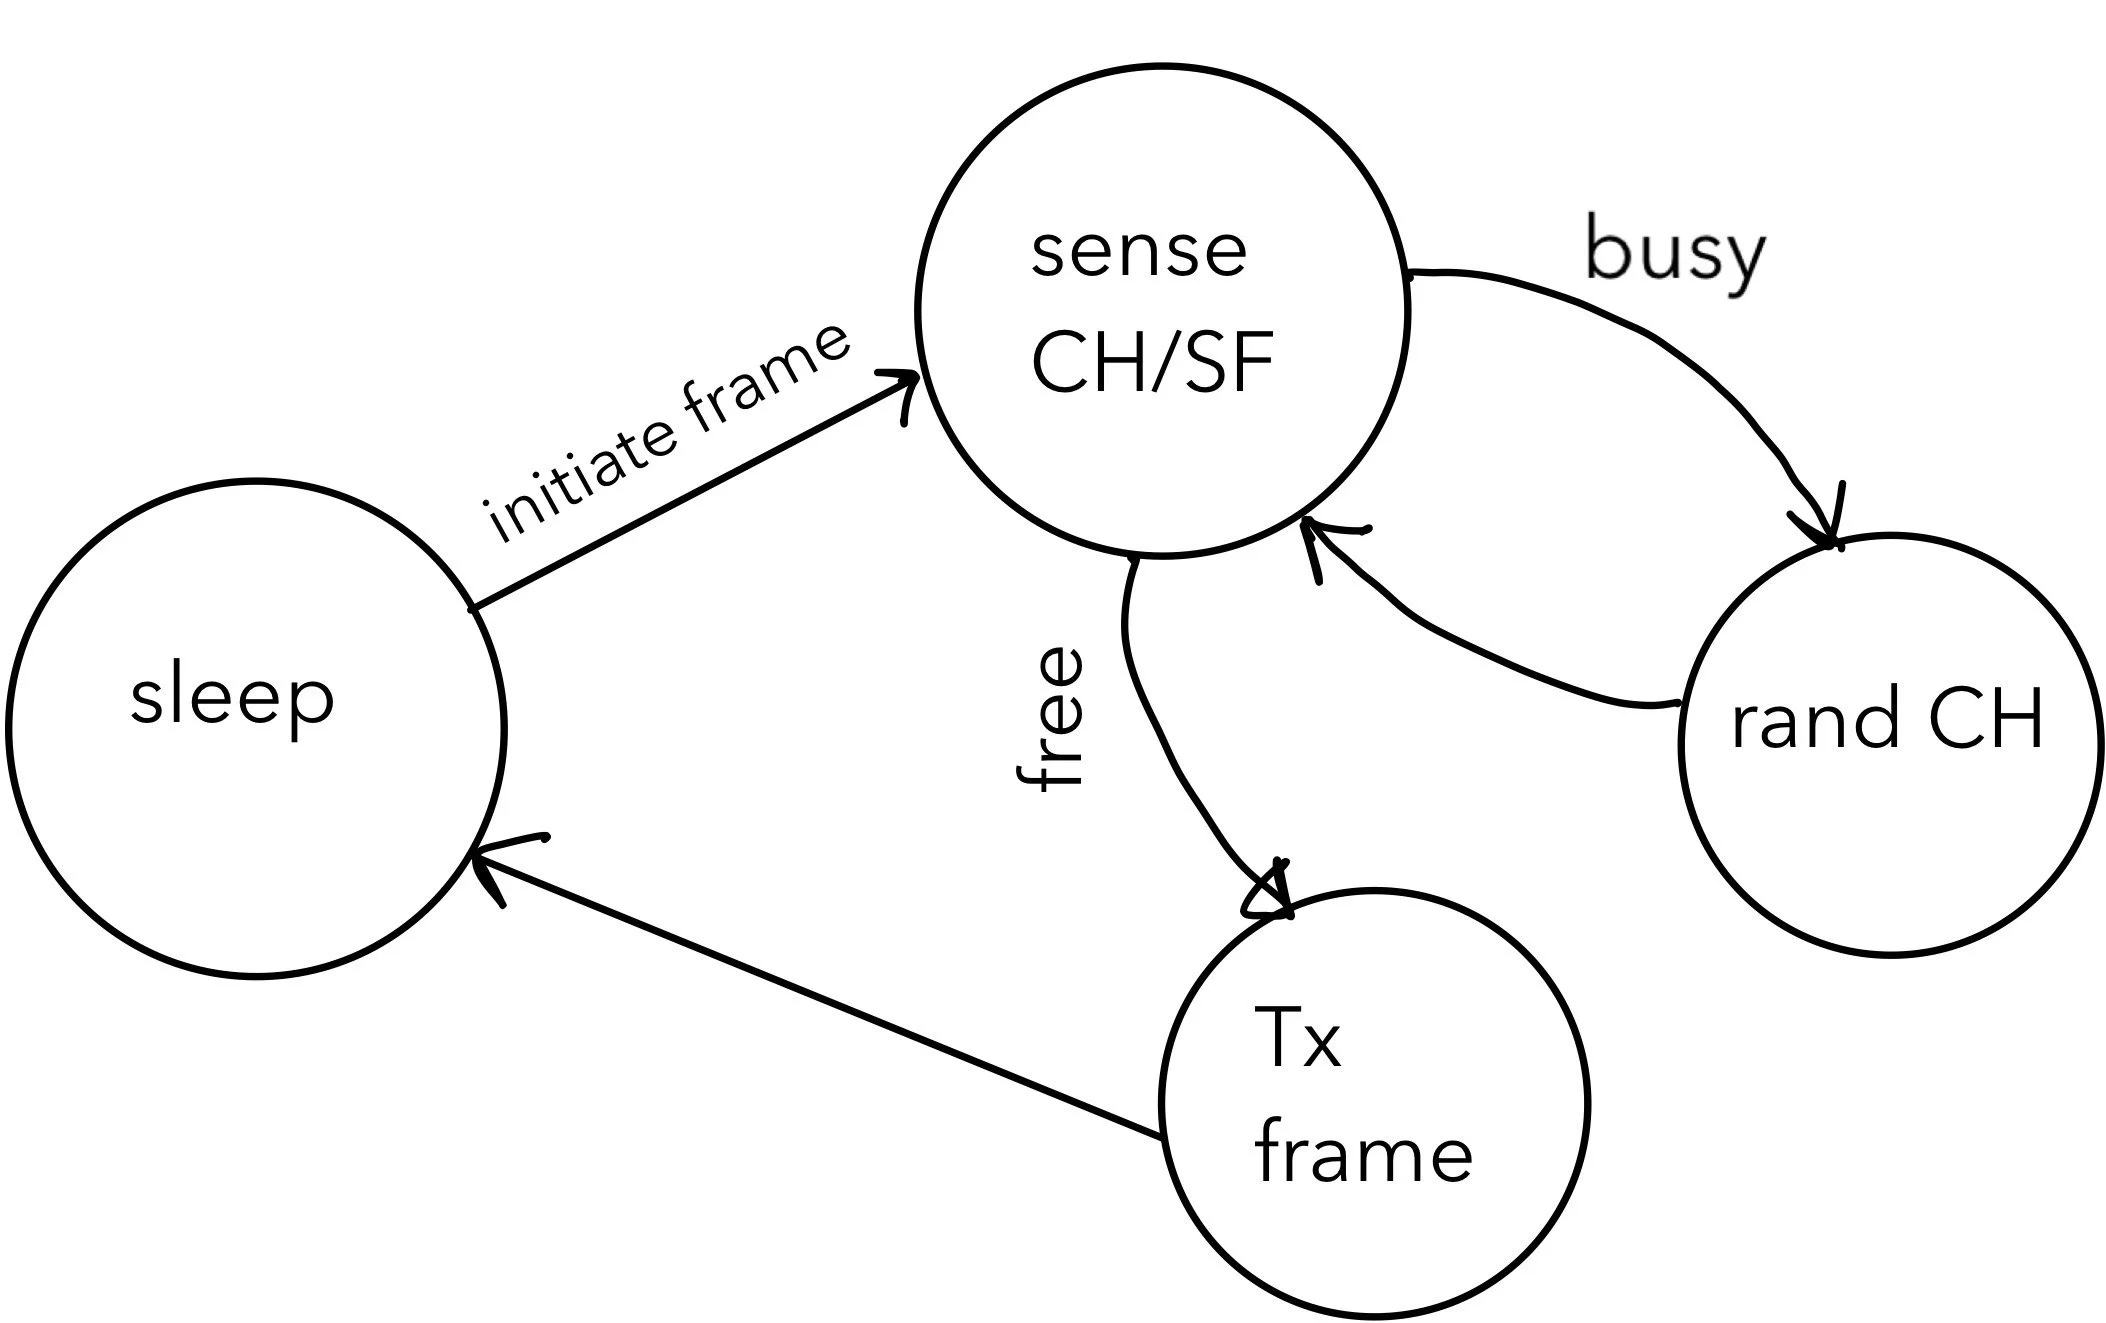 sense
CH/SF
busy
initiate frame
sleep
free
rand CH
Tx
frame